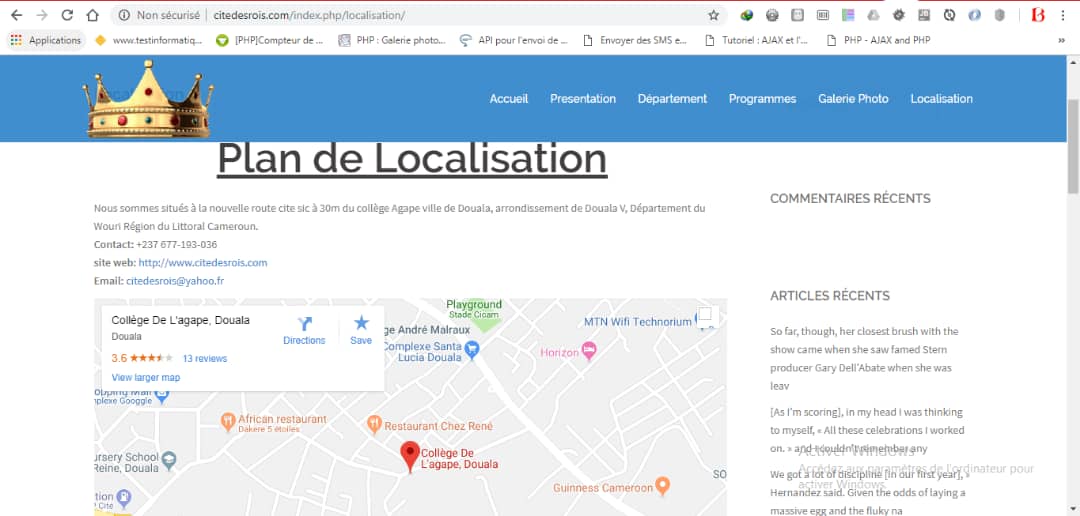 Non sécurisé | citedesrois.com/index.php/localisation/
Applications
www.testinformatiq...
[PHP]Compteur de ...
PHP : Galerie photo...
API pour l'envoi de ...
Envoyer des SMS e...
Tutoriel : AJAX et l'...
PHP - AJAX and PHP
»
Accueil
Presentation
Département
Programmes
Galerie Photo
Localisation
Plan de Localisation
Nous sommes situés à la nouvelle route cite sic à 30m du collège Agape ville de Douala, arrondissement de Douala V, Département du
Wouri Région du Littoral Cameroun.
Contact: +237 677-193-036
site web: http://www.citedesrois.com
Email: citedesrois@yahoo.fr
Collège De L'agape, Douala
Douala
3.6
13 reviews
View larger map
Directions
Save
Playground
Stade Cicam
ge André Malraux
Complexe Santa
Lucia Douala
MTN Wifi Technorium
Horizon
opping Mall
mplexe Googgle
African restaurant
Dakere 5 étoiles
Restaurant Chez René
ursery School
Reine, Douala
Collège De
L'agape, Douala
Guinness Cameroon
SO
tion
Cite
COMMENTAIRES RÉCENTS
ARTICLES RÉCENTS
So far, though, her closest brush with the
show came when she saw famed Stern
producer Gary Dell'Abate when she was
leav
[As I'm scoring], in my head I was thinking
to myself, « All these celebrations I worked
on. » and I couldn't remember any
We got a lot of discipline [in our first year], »
Hernandez said. Given the odds of laying a
massive egg and the fluky na
Activer Windows
Accédez aux paramètres de l'ordinateur pour
activer Windows.